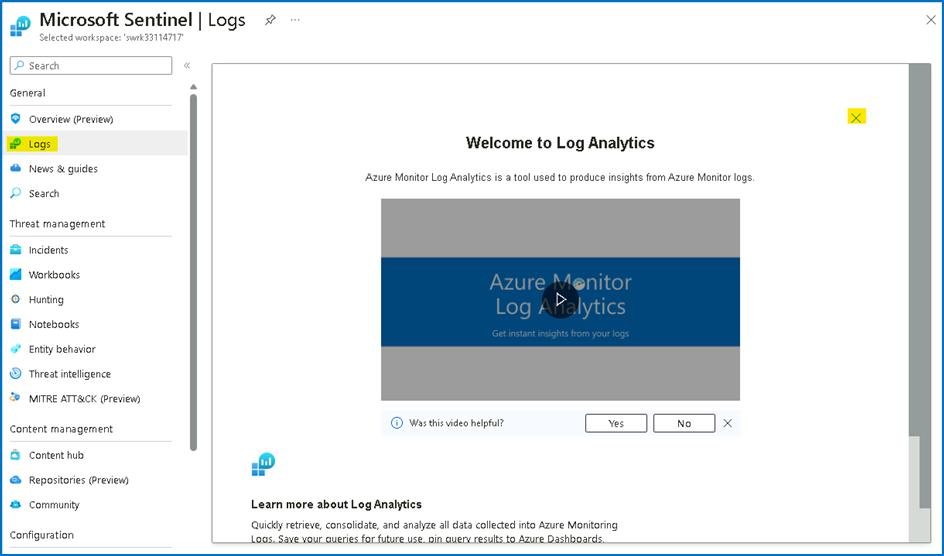 Microsoft Sentinel | Logs
Selected workspace: 'swrk33114717'
Search
General
Overview (Preview)
Logs
News & guides
Search
Threat management
Incidents
Workbooks
Hunting
Notebooks
Entity behavior
Threat intelligence
MITRE ATT&CK (Preview)
Content management
Content hub
Repositories (Preview)
Community
Configuration
Welcome to Log Analytics
Azure Monitor Log Analytics is a tool used to produce insights from Azure Monitor logs.
Azure Monitor
Log Analytics
Get instant insights from your logs
Was this video helpful?
Yes
No
Learn more about Log Analytics
Quickly retrieve, consolidate, and analyze all data collected into Azure Monitoring
Logs. Save your queries for future use, pin query results to Azure Dashboards,